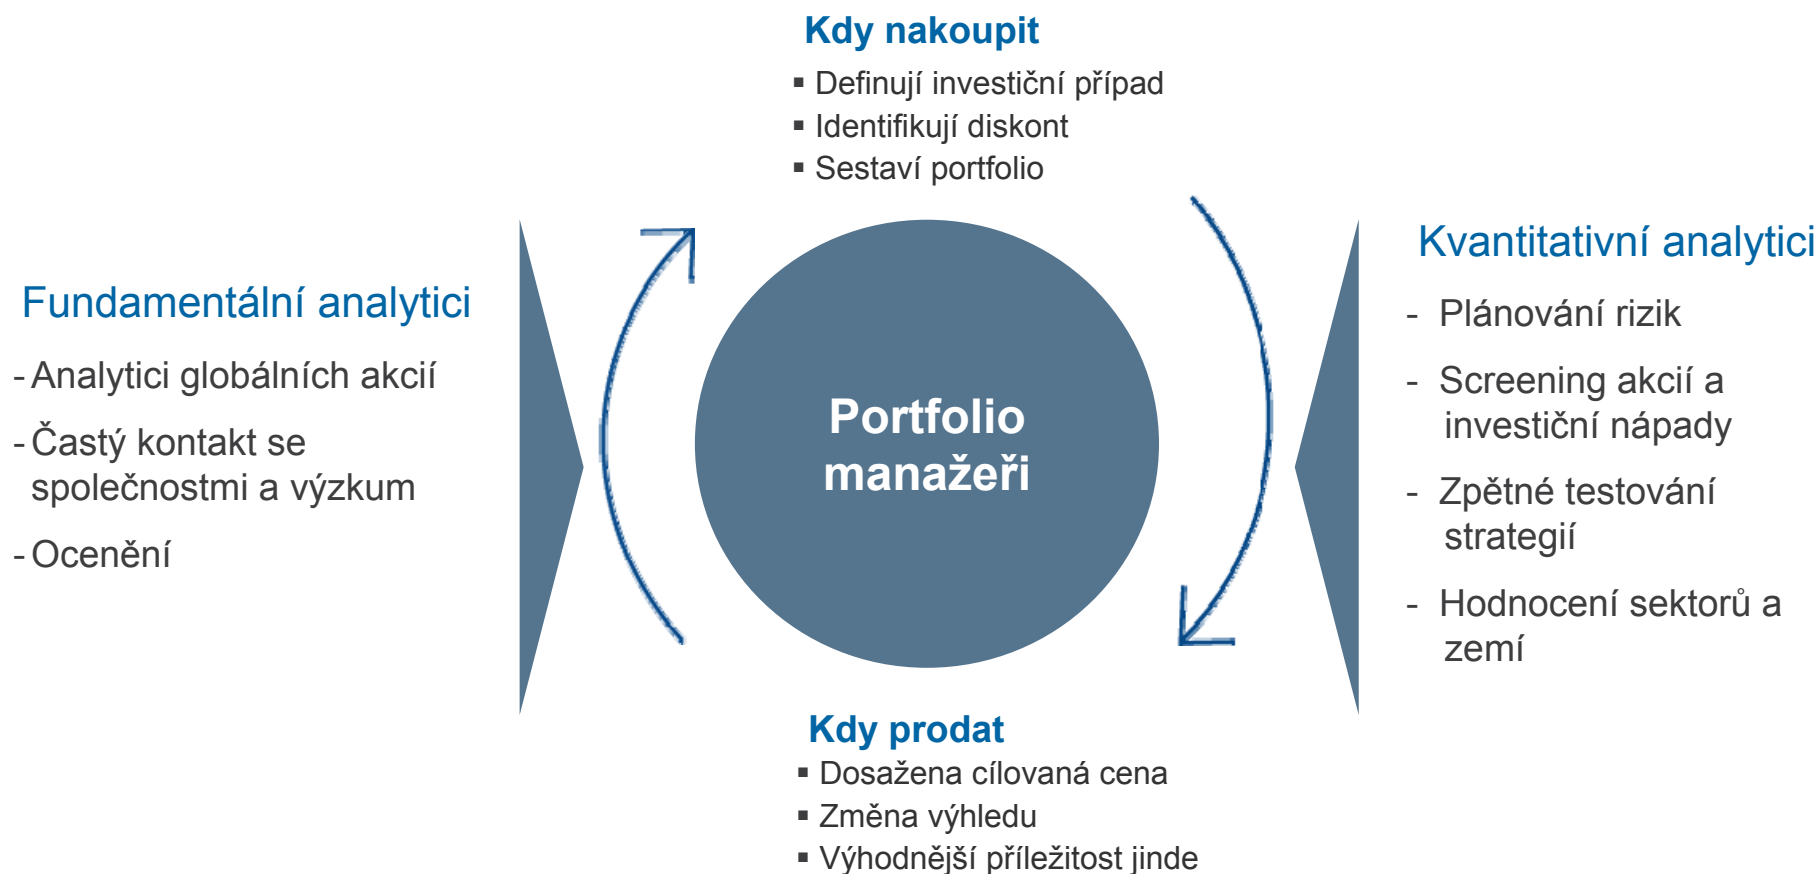 Kdy nakoupit
▪ Definují investiční případ
▪ Identifikují diskont
▪ Sestaví portfolio
Fundamentální analytici
- Analytici globálních akcií
- Častý kontakt se
společnostmi a výzkum
- Ocenění
Portfolio
manažeři
Kvantitativní analytici
- Plánování rizik
- Screening akcií a
investiční nápady
- Zpětné testování
strategií
- Hodnocení sektorů a
zemí
Kdy prodat
▪ Dosažena cílovaná cena
▪ Změna výhledu
▪ Výhodnější příležitost jinde